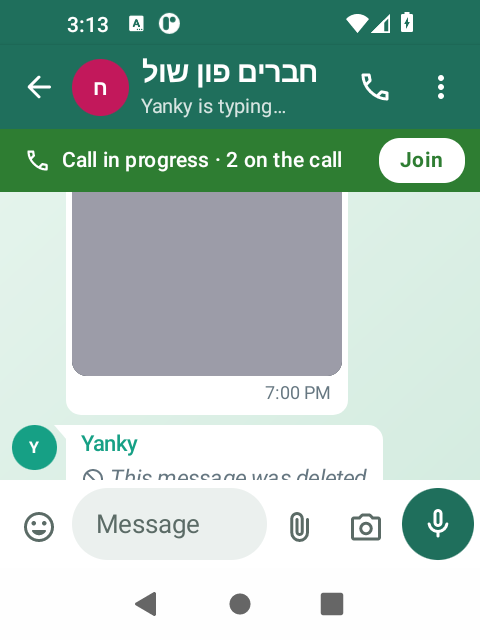 3:13
A
ח
חברים פון שול
Yanky is typing...
Call in progress · 2 on the call
Join
7:00 PM
Y
Yanky
This message was deleted
Message